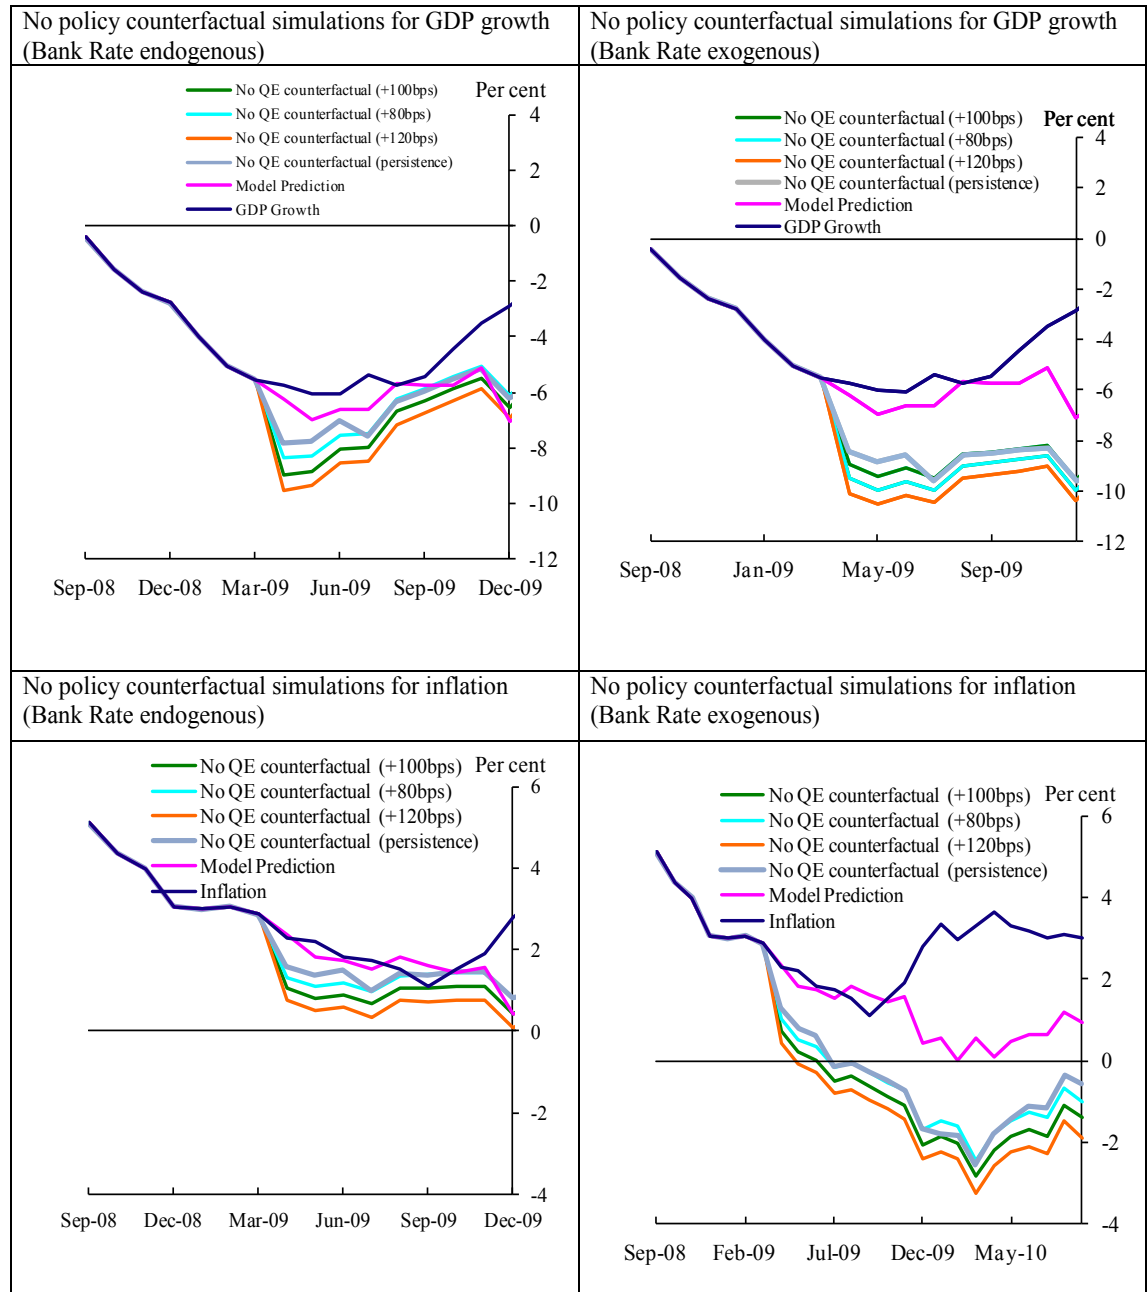 No policy counterfactual simulations for GDP growth
(Bank Rate endogenous)
No QE counterfactual (+100bps)
No QE counterfactual (+80bps)
No QE counterfactual (+120bps)
No QE counterfactual (persistence)
Model Prediction
GDP Growth
Per cent
4
2
0
-2
-4
-6
-8
-10
-12
Sep-08 Dec-08 Mar-09 Jun-09 Sep-09 Dec-09
No policy counterfactual simulations for GDP growth
(Bank Rate exogenous)
No QE counterfactual (+100bps)
No QE counterfactual (+80bps)
No QE counterfactual (+120bps)
No QE counterfactual (persistence)
Model Prediction
GDP Growth
Per cent
4
2
0
-2
-4
-6
-8
-10
-12
Sep-08 Jan-09 May-09 Sep-09
No policy counterfactual simulations for inflation
(Bank Rate endogenous)
No QE counterfactual (+100bps)
No QE counterfactual (+80bps)
No QE counterfactual (+120bps)
No QE counterfactual (persistence)
Model Prediction
Inflation
Per cent
6
4
2
0
-2
-4
Sep-08 Dec-08 Mar-09 Jun-09 Sep-09 Dec-09
No policy counterfactual simulations for inflation
(Bank Rate exogenous)
No QE counterfactual (+100bps)
No QE counterfactual (+80bps)
No QE counterfactual (+120bps)
No QE counterfactual (persistence)
Model Prediction
Inflation
Per cent
6
4
2
0
-2
-4
Sep-08 Feb-09 Jul-09 Dec-09 May-10